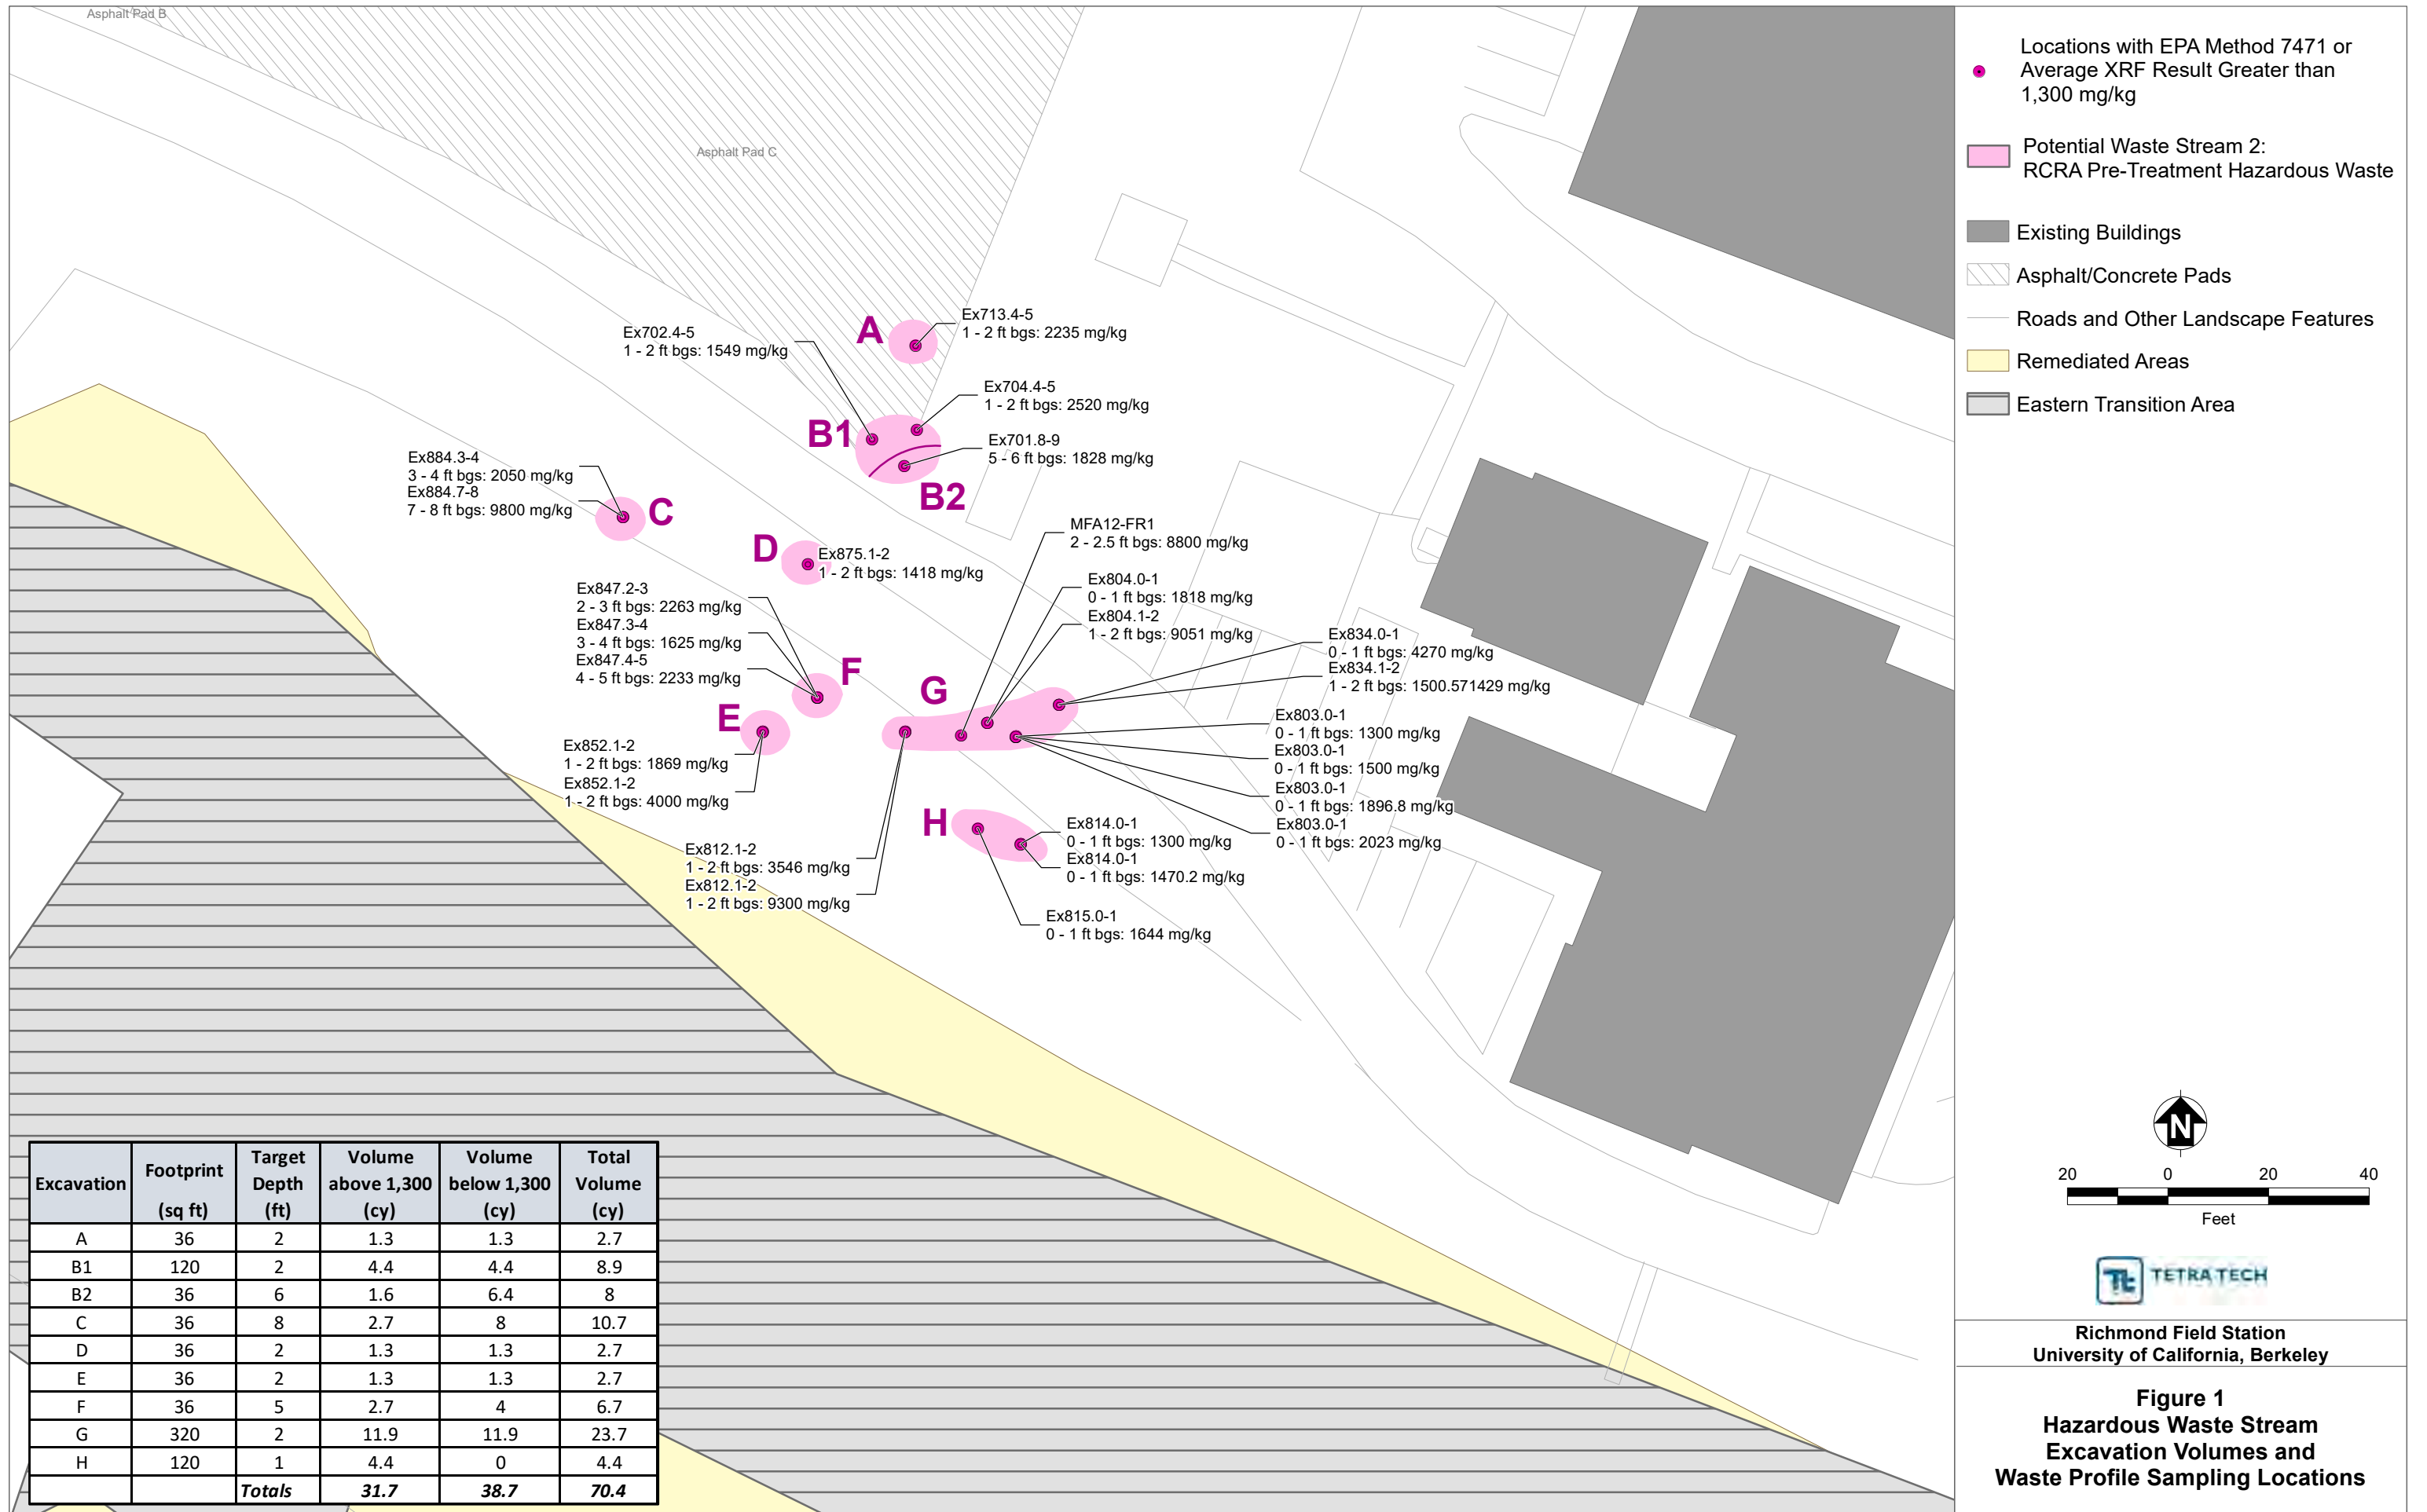 Asphalt Pad B
Asphalt Pad C
A
Ex713.4-5
1 - 2 ft bgs: 2235 mg/kg
Ex702.4-5
1 - 2 ft bgs: 1549 mg/kg
Ex704.4-5
1 - 2 ft bgs: 2520 mg/kg
B1
Ex701.8-9
5 - 6 ft bgs: 1828 mg/kg
B2
Ex884.3-4
3 - 4 ft bgs: 2050 mg/kg
Ex884.7-8
7 - 8 ft bgs: 9800 mg/kg
C
D
Ex875.1-2
1 - 2 ft bgs: 1418 mg/kg
MFA12-FR1
2 - 2.5 ft bgs: 8800 mg/kg
Ex804.0-1
0 - 1 ft bgs: 1818 mg/kg
Ex804.1-2
1 - 2 ft bgs: 9051 mg/kg
Ex847.2-3
2 - 3 ft bgs: 2263 mg/kg
Ex847.3-4
3 - 4 ft bgs: 1625 mg/kg
Ex847.4-5
4 - 5 ft bgs: 2233 mg/kg
F
G
Ex834.0-1
0 - 1 ft bgs: 4270 mg/kg
Ex834.1-2
1 - 2 ft bgs: 1500.571429 mg/kg
Ex803.0-1
0 - 1 ft bgs: 1300 mg/kg
Ex803.0-1
0 - 1 ft bgs: 1500 mg/kg
Ex803.0-1
0 - 1 ft bgs: 1896.8 mg/kg
Ex803.0-1
0 - 1 ft bgs: 2023 mg/kg
E
Ex852.1-2
1 - 2 ft bgs: 1869 mg/kg
Ex852.1-2
1 - 2 ft bgs: 4000 mg/kg
H
Ex814.0-1
0 - 1 ft bgs: 1300 mg/kg
Ex814.0-1
0 - 1 ft bgs: 1470.2 mg/kg
Ex812.1-2
1 - 2 ft bgs: 3546 mg/kg
Ex812.1-2
1 - 2 ft bgs: 9300 mg/kg
Ex815.0-1
0 - 1 ft bgs: 1644 mg/kg
Excavation Footprint (sq ft) Target Depth (ft) Volume above 1,300 (cy) Volume below 1,300 (cy) Total Volume (cy)
A 36 2 1.3 1.3 2.7
B1 120 2 4.4 4.4 8.9
B2 36 6 1.6 6.4 8
C 36 8 2.7 8 10.7
D 36 2 1.3 1.3 2.7
E 36 2 1.3 1.3 2.7
F 36 5 2.7 4 6.7
G 320 2 11.9 11.9 23.7
H 120 1 4.4 0 4.4
Totals 31.7 38.7 70.4
Locations with EPA Method 7471 or
Average XRF Result Greater than
1,300 mg/kg
Potential Waste Stream 2:
RCRA Pre-Treatment Hazardous Waste
Existing Buildings
Asphalt/Concrete Pads
Roads and Other Landscape Features
Remediated Areas
Eastern Transition Area
N
20 0 20 40
Feet
Tt TETRA TECH
Richmond Field Station
University of California, Berkeley
Figure 1
Hazardous Waste Stream
Excavation Volumes and
Waste Profile Sampling Locations